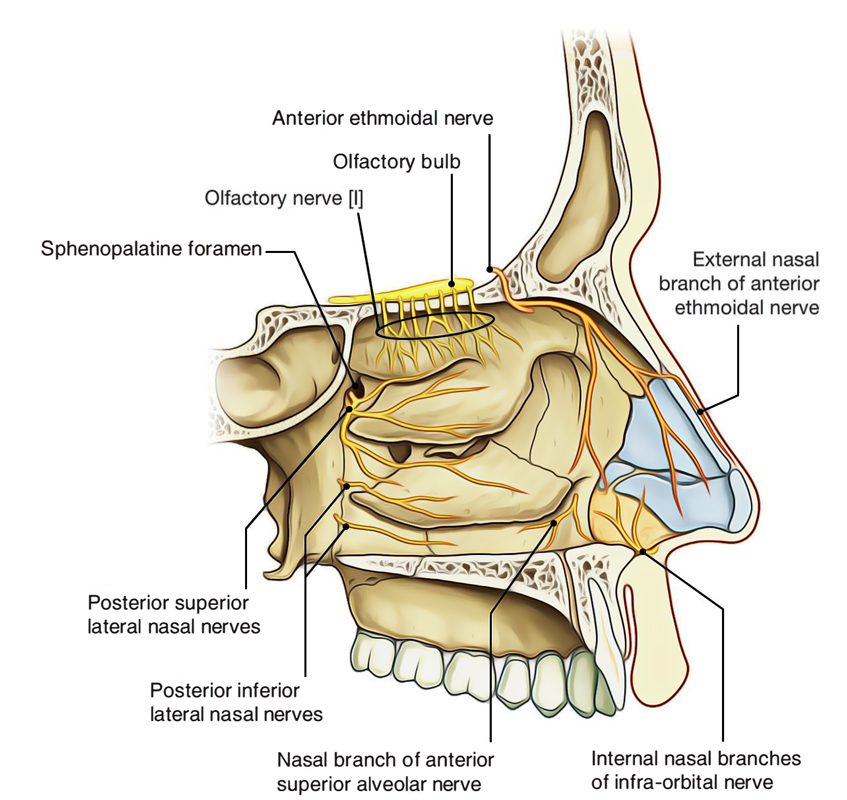 Anterior ethmoidal nerve
Olfactory bulb
Olfactory nerve [I]
Sphenopalatine foramen
External nasal
branch of anterior
ethmoidal nerve
Posterior superior
lateral nasal nerves
Posterior inferior
lateral nasal nerves
Nasal branch of anterior
superior alveolar nerve
Internal nasal branches
of infra-orbital nerve